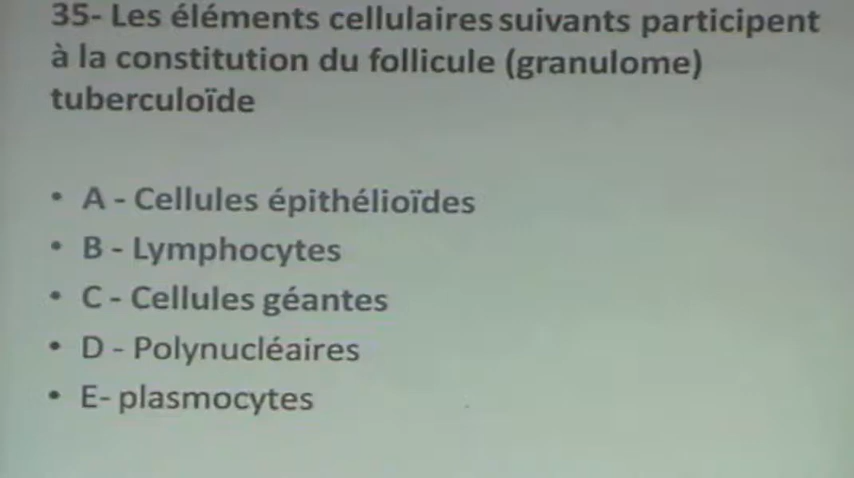 35- Les éléments cellulaires suivants participent
à la constitution du follicule (granulome)
tuberculoïde
• A - Cellules épithélioïdes
• B - Lymphocytes
• C - Cellules géantes
• D - Polynucléaires
• E- plasmocytes